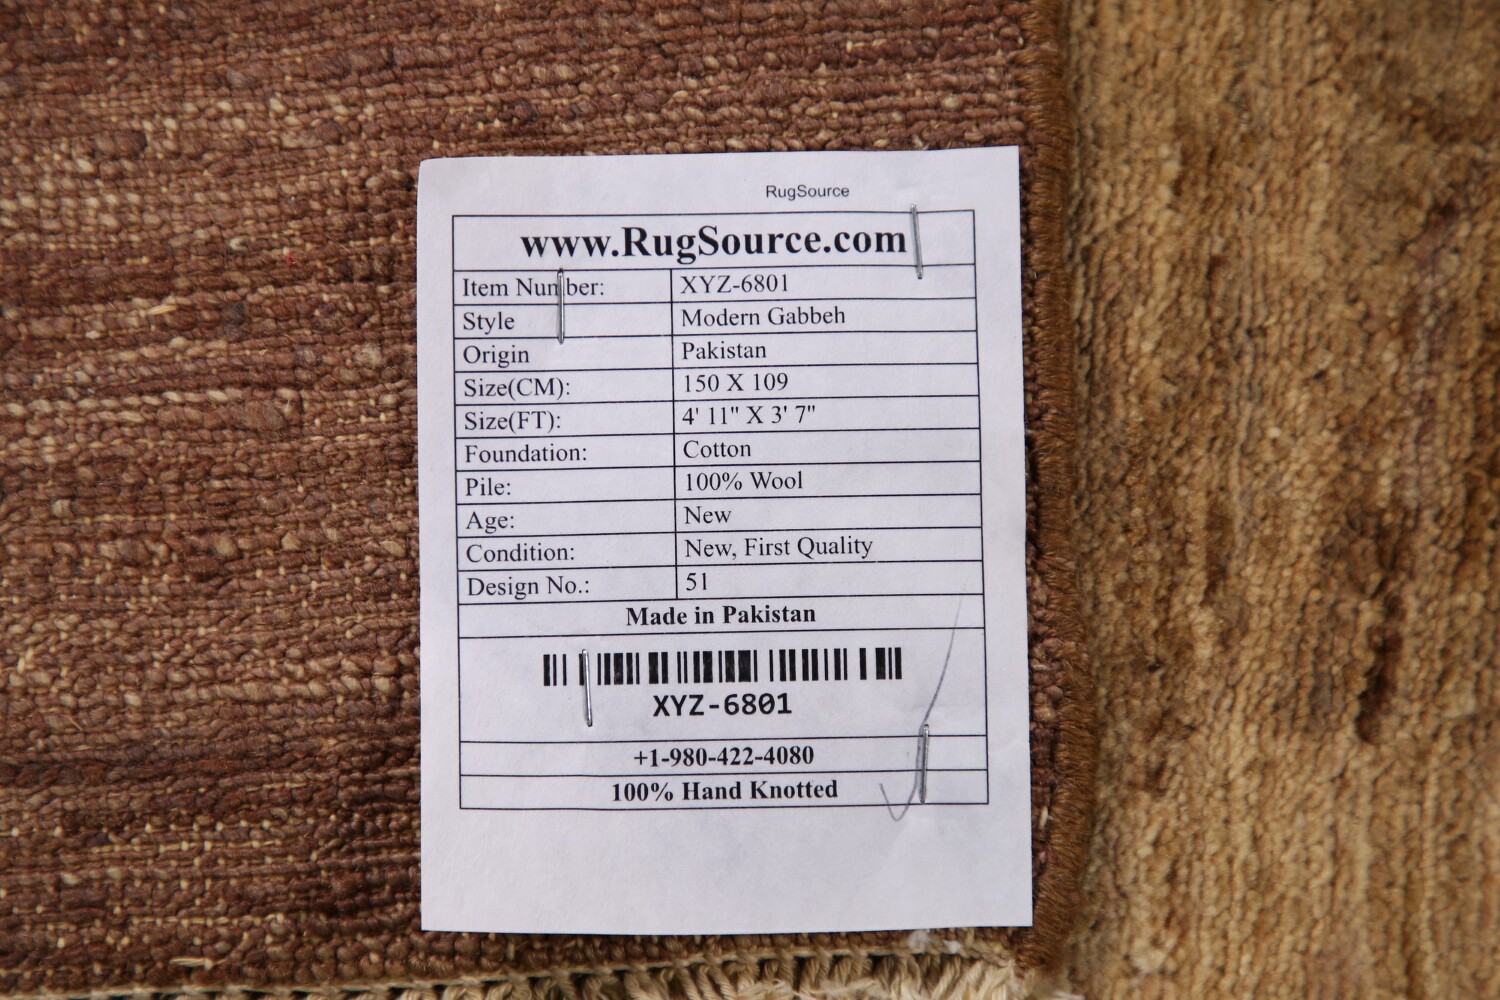 RugSource
www.RugSource.com
Item Number: XYZ-6801
Style Modern Gabbeh
Origin Pakistan
Size(CM): 150 X 109
Size(FT): 4' 11" X 3' 7"
Foundation: Cotton
Pile: 100% Wool
Age: New
Condition: New, First Quality
Design No.: 51
Made in Pakistan
XYZ-6801
+1-980-422-4080
100% Hand Knotted